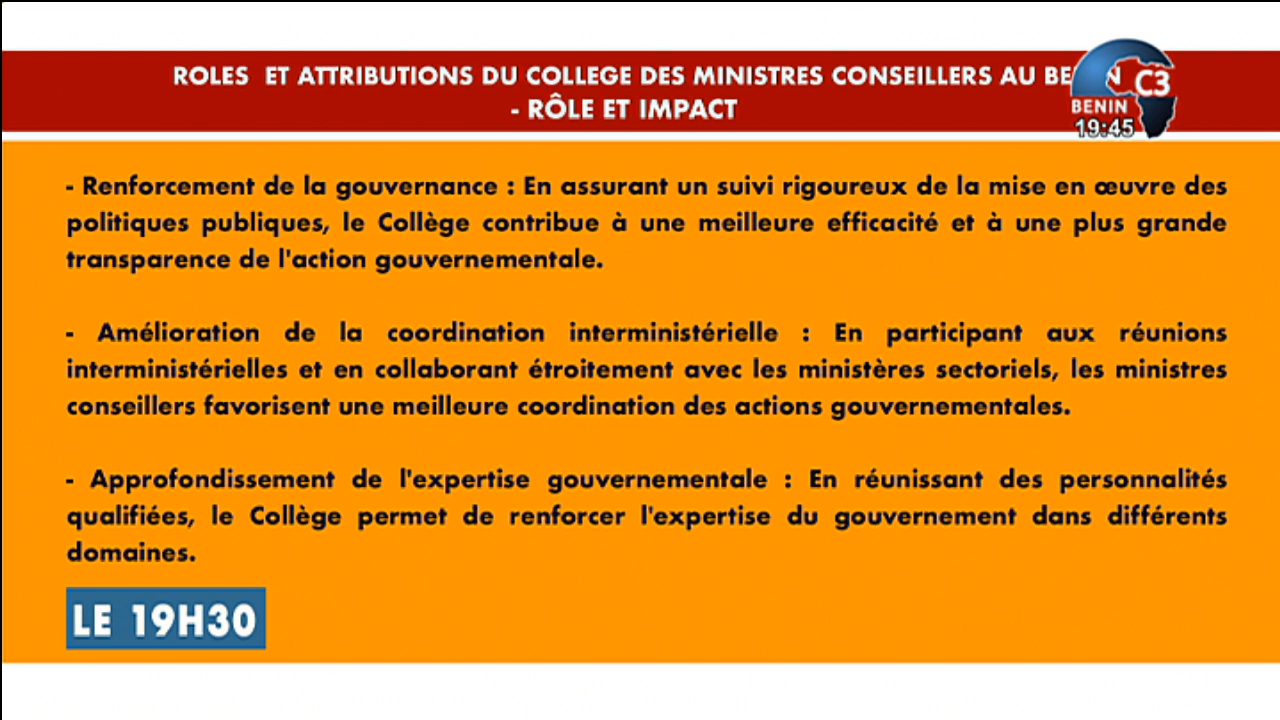 ROLES ET ATTRIBUTIONS DU COLLEGE DES MINISTRES CONSEILLERS AU BE N
- RÔLE ET IMPACT
C3
BENIN
19:45
- Renforcement de la gouvernance : En assurant un suivi rigoureux de la mise en œuvre des
politiques publiques, le Collège contribue à une meilleure efficacité et à une plus grande
transparence de l'action gouvernementale.
- Amélioration de la coordination interministérielle : En participant aux réunions
interministérielles et en collaborant étroitement avec les ministères sectoriels, les ministres
conseillers favorisent une meilleure coordination des actions gouvernementales.
- Approfondissement de l'expertise gouvernementale : En réunissant des personnalités
qualifiées, le Collège permet de renforcer l'expertise du gouvernement dans différents
domaines.
LE 19H30